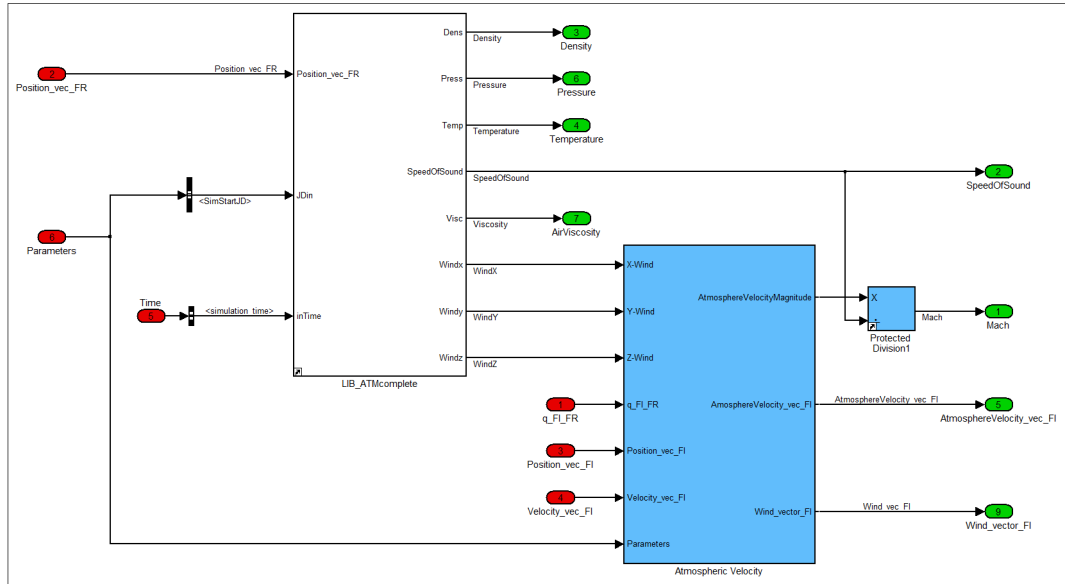 Dens
Density
3
Density
2
Position_vec_FR
Position_vec_FR
Position_vec_FR
Press
Pressure
6
Pressure
Temp
Temperature
4
Temperature
SpeedOfSound
SpeedOfSound
2
SpeedOfSound
<SimStartJD>
JDin
Visc
Viscosity
7
AirViscosity
6
Parameters
Windx
WindX
X-Wind
Time
5
<simulation_time>
inTime
Windy
WindY
Y-Wind
AtmosphereVelocityMagnitude
X
÷
Protected
Division1
Mach
1
Mach
Windz
WindZ
Z-Wind
LIB_ATMcomplete
1
q_FI_FR
q_FI_FR
AmosphereVelocity_vec_FI
AtmosphereVelocity_vec_FI
5
AtmosphereVelocity_vec_FI
3
Position_vec_FI
Position_vec_FI
4
Velocity_vec_FI
Velocity_vec_FI
Wind_vector_FI
Wind_vec_FI
9
Wind_vector_FI
Parameters
Atmospheric Velocity